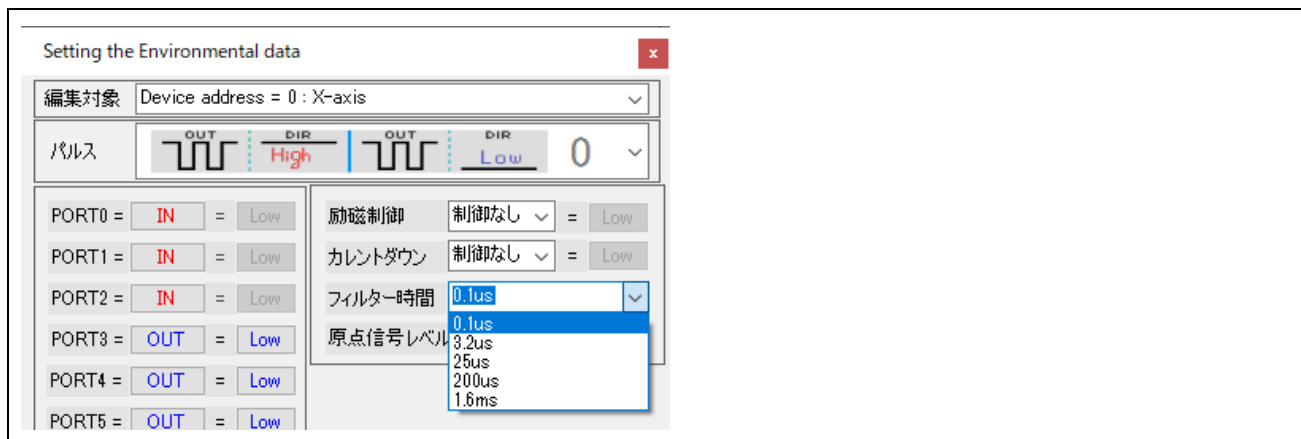 Setting the Environmental data
x
編集対象 Device address = 0 : X-axis
パルス OUT DIR High OUT DIR Low 0
PORT0 = IN = Low
PORT1 = IN = Low
PORT2 = IN = Low
PORT3 = OUT = Low
PORT4 = OUT = Low
PORT5 = OUT = Low
励磁制御 制御なし = Low
カレントダウン 制御なし = Low
フィルター時間 0.1us
0.1us
3.2us
25us
200us
1.6ms
原点信号レベル